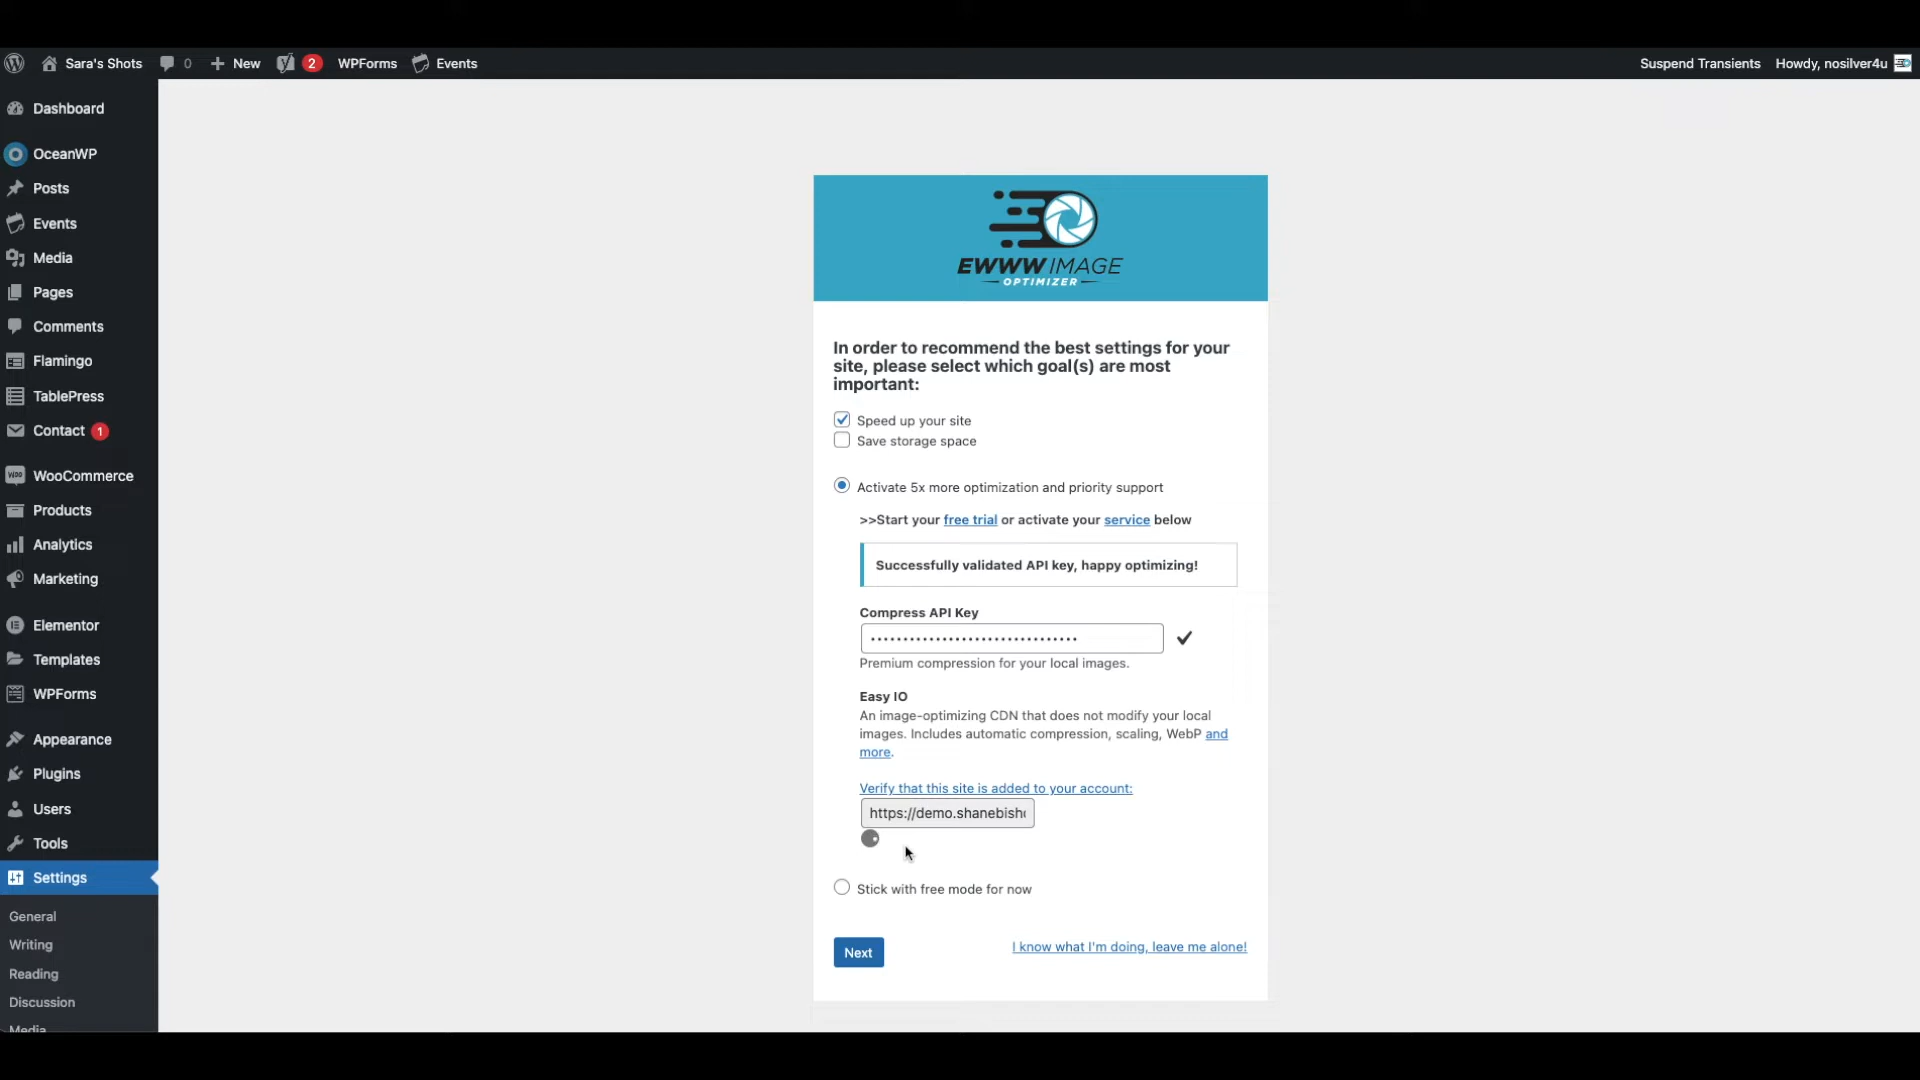 Sara's Shots 0 New 2 WPForms Events Suspend Transients Howdy, nosilver4u
Dashboard
OceanWP
Posts
Events
Media
Pages
Comments
Flamingo
TablePress
Contact 1
WooCommerce
Products
Analytics
Marketing
Elementor
Templates
WPForms
Appearance
Plugins
Users
Tools
Settings
General
Writing
Reading
Discussion
Media
EWWW IMAGE
OPTIMIZER
In order to recommend the best settings for your
site, please select which goal(s) are most
important:
Speed up your site
Save storage space
Activate 5x more optimization and priority support
>>Start your free trial or activate your service below
Successfully validated API key, happy optimizing!
Compress API Key
Premium compression for your local images.
Easy IO
An image-optimizing CDN that does not modify your local
images. Includes automatic compression, scaling, WebP and
more.
Verify that this site is added to your account:
https://demo.shanebish
Stick with free mode for now
Next I know what I'm doing, leave me alone!